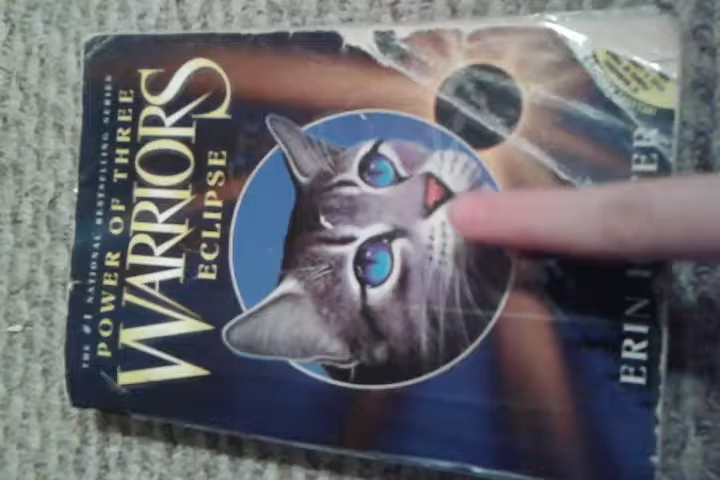 THE #1 NATIONAL BESTSELLING SERIES
POWER OF THREE
WARRIORS
ECLIPSE
ERIN